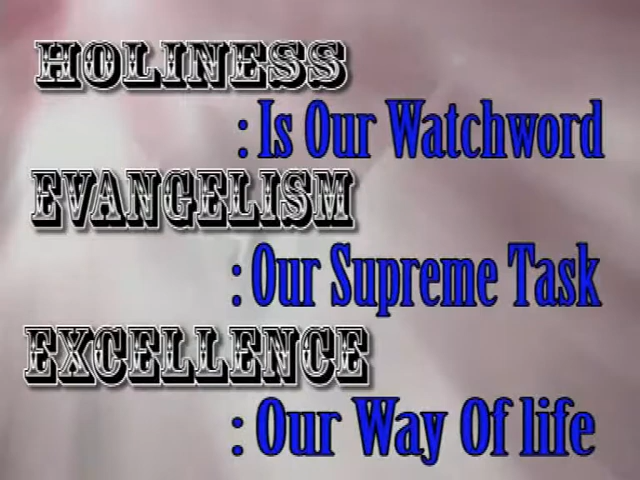 HOLINESS
: Is Our Watchword
EVANGELISM
: Our Supreme Task
EXCELLENCE
: Our Way Of life